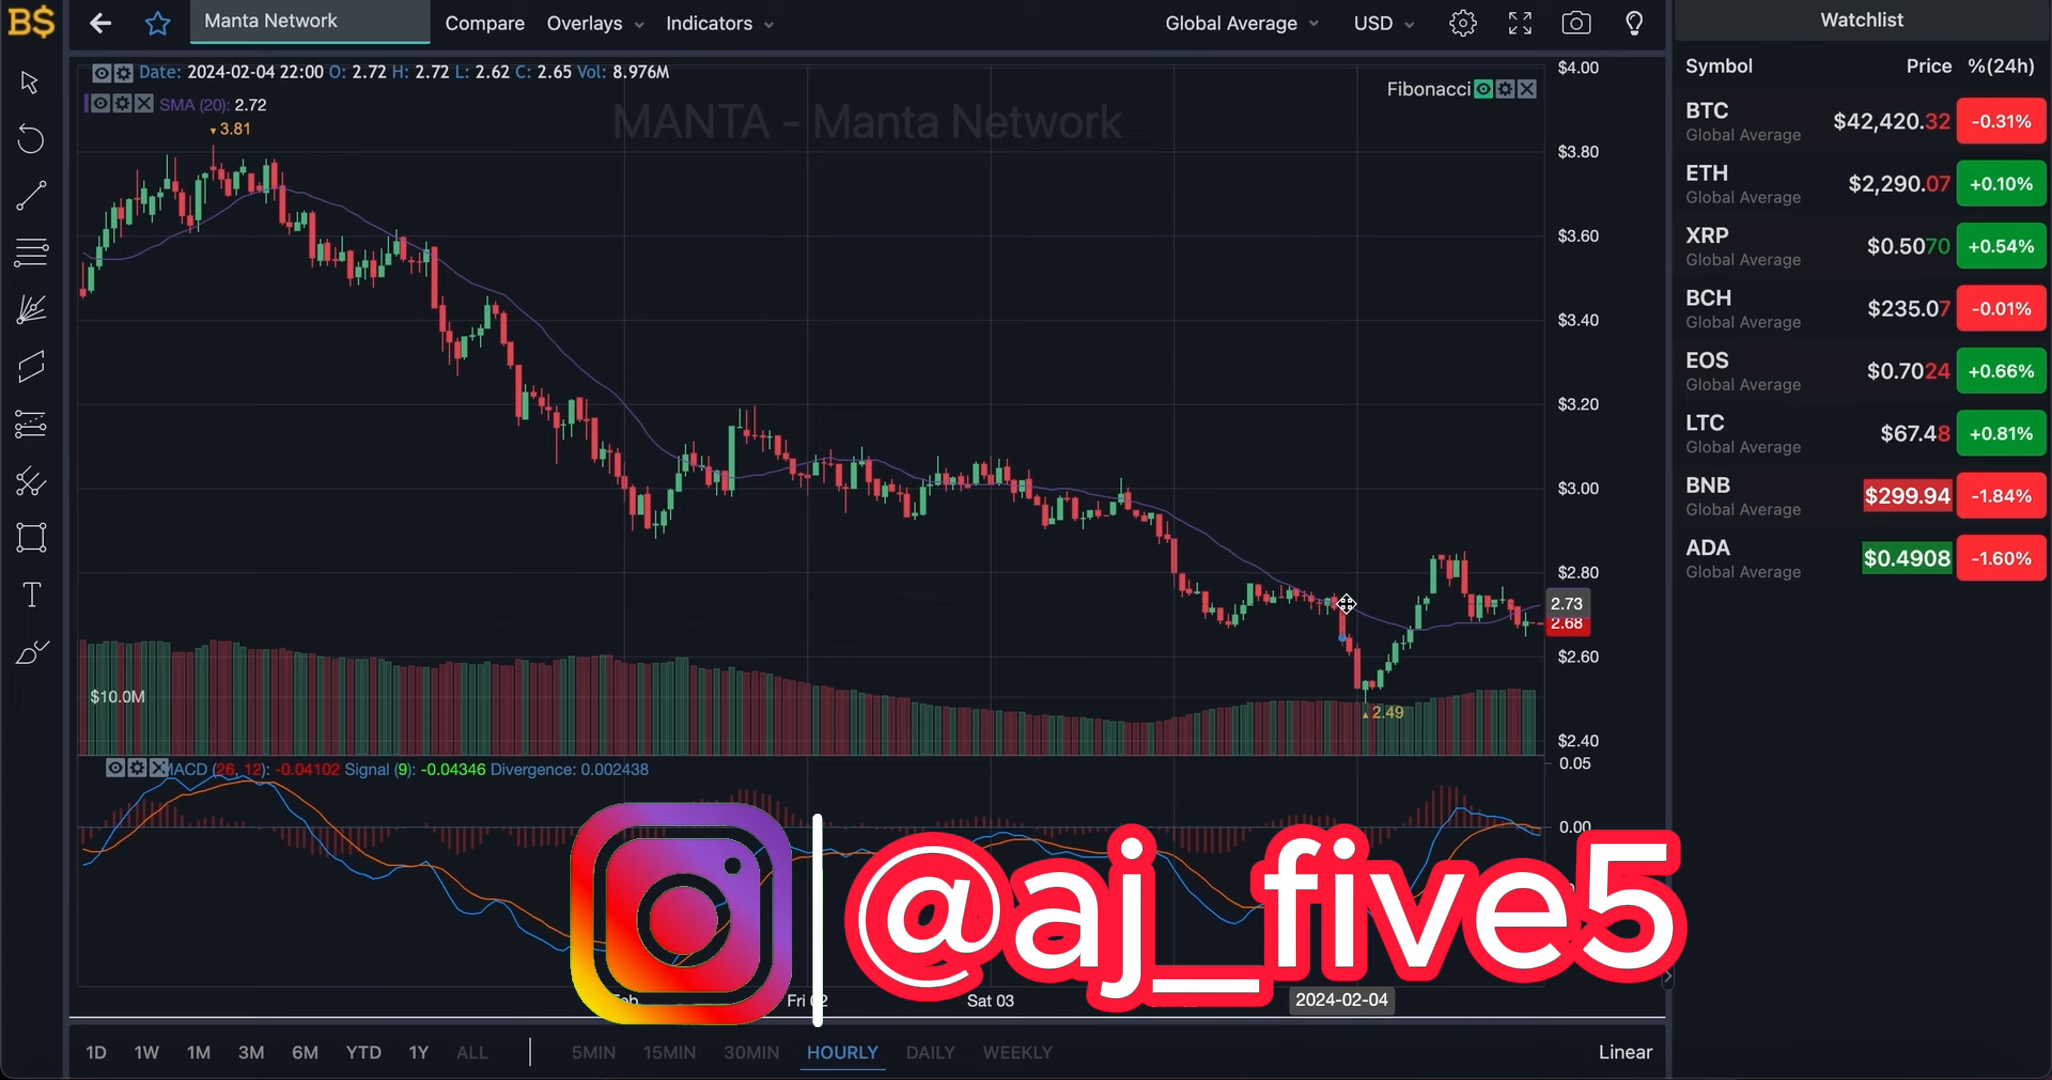 B$
Manta Network
Compare
Overlays
Indicators
Global Average
USD
Watchlist
Date: 2024-02-04 22:00 O: 2.72 H: 2.72 L: 2.62 C: 2.65 Vol: 8.976M
SMA (20): 2.72
Fibonacci
MANTA - Manta Network
3.81
$4.00
$3.80
$3.60
$3.40
$3.20
$3.00
$2.80
2.73
2.68
$2.60
$2.40
2.49
$10.0M
MACD (26, 12): -0.04102 Signal (9): -0.04346 Divergence: 0.002438
0.05
0.00
@aj_five5
Fri 02
Sat 03
2024-02-04
1D
1W
1M
3M
6M
YTD
1Y
ALL
5MIN
15MIN
30MIN
HOURLY
DAILY
WEEKLY
Linear
Symbol Price %(24h)
BTC $42,420.32 -0.31%
Global Average
ETH $2,290.07 +0.10%
Global Average
XRP $0.5070 +0.54%
Global Average
BCH $235.07 -0.01%
Global Average
EOS $0.7024 +0.66%
Global Average
LTC $67.48 +0.81%
Global Average
BNB $299.94 -1.84%
Global Average
ADA $0.4908 -1.60%
Global Average
T